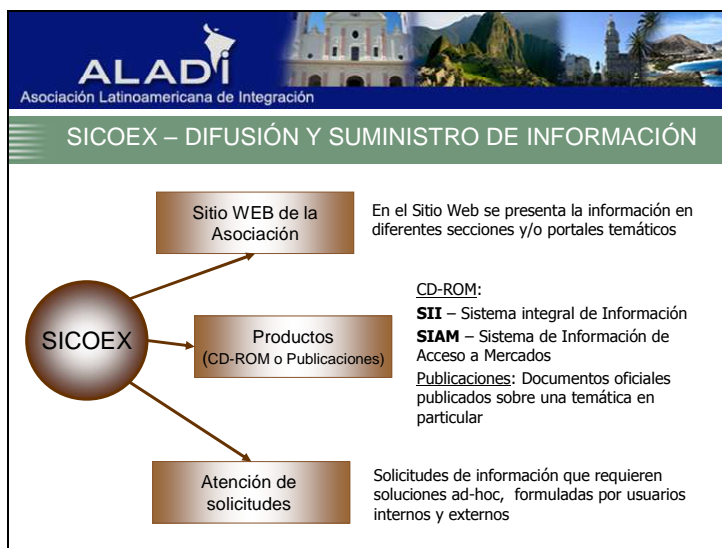 ALADi
Asociación Latinoamericana de Integración
SICOEX – DIFUSIÓN Y SUMINISTRO DE INFORMACIÓN
Sitio WEB de la
Asociación
En el Sitio Web se presenta la información en
diferentes secciones y/o portales temáticos
SICOEX
Productos
(CD-ROM o Publicaciones)
CD-ROM:
SII – Sistema integral de Información
SIAM – Sistema de Información de
Acceso a Mercados
Publicaciones: Documentos oficiales
publicados sobre una temática en
particular
Atención de
solicitudes
Solicitudes de información que requieren
soluciones ad-hoc, formuladas por usuarios
internos y externos